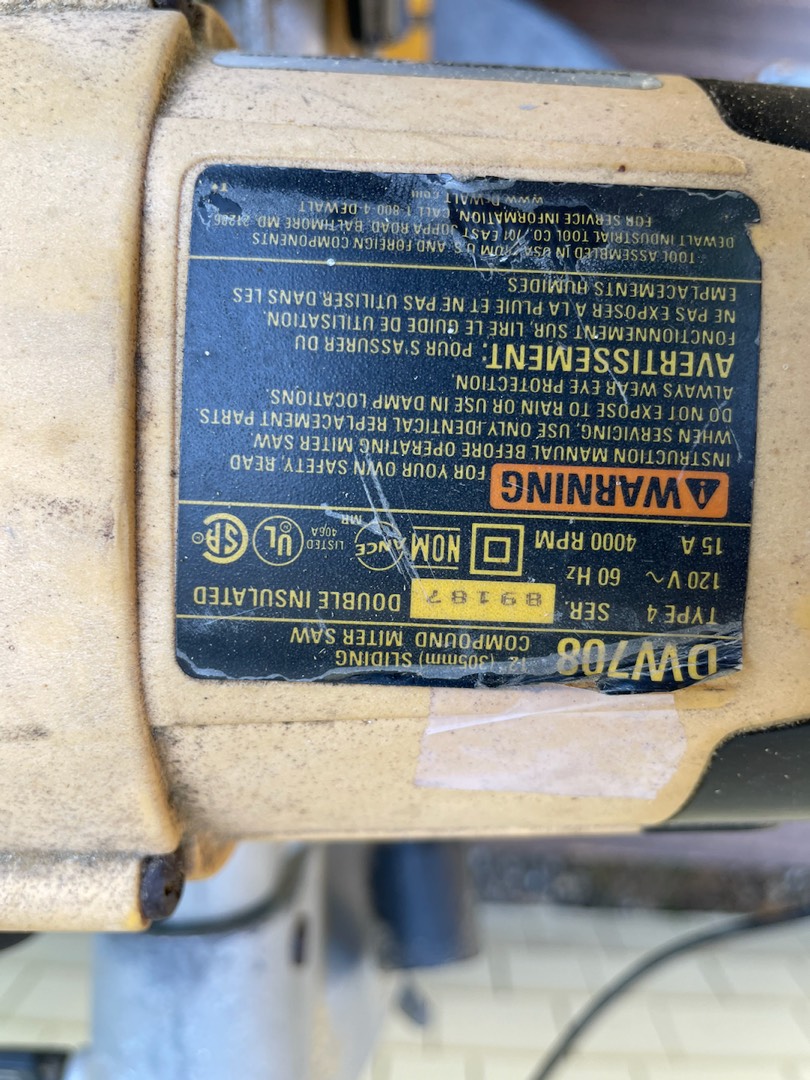 DW708 12" (305mm) SLIDING
COMPOUND MITER SAW
TYPE 4 SER. 89187 DOUBLE INSULATED
120 V ~ 60 Hz
15 A 4000 RPM NOM ANCE MR LISTED 406A UL SA
WARNING FOR YOUR OWN SAFETY, READ
INSTRUCTION MANUAL BEFORE OPERATING MITER SAW.
WHEN SERVICING, USE ONLY IDENTICAL REPLACEMENT PARTS.
DO NOT EXPOSE TO RAIN OR USE IN DAMP LOCATIONS.
ALWAYS WEAR EYE PROTECTION
AVERTISSEMENT: POUR S'ASSURER DU
FONCTIONNEMENT SUR, LIRE LE GUIDE DE UTILISATION.
NE PAS EXPOSER A LA PLUIE ET NE PAS UTILISER DANS LES
EMPLACEMENTS HUMIDES
TOOL ASSEMBLED IN USA FROM U.S. AND FOREIGN COMPONENTS
DEWALT INDUSTRIAL TOOL CO., 701 EAST JOPPA ROAD, BALTIMORE MD 21286
FOR SERVICE INFORMATION, CALL 1-800-4-DEWALT
www.DeWALT.com